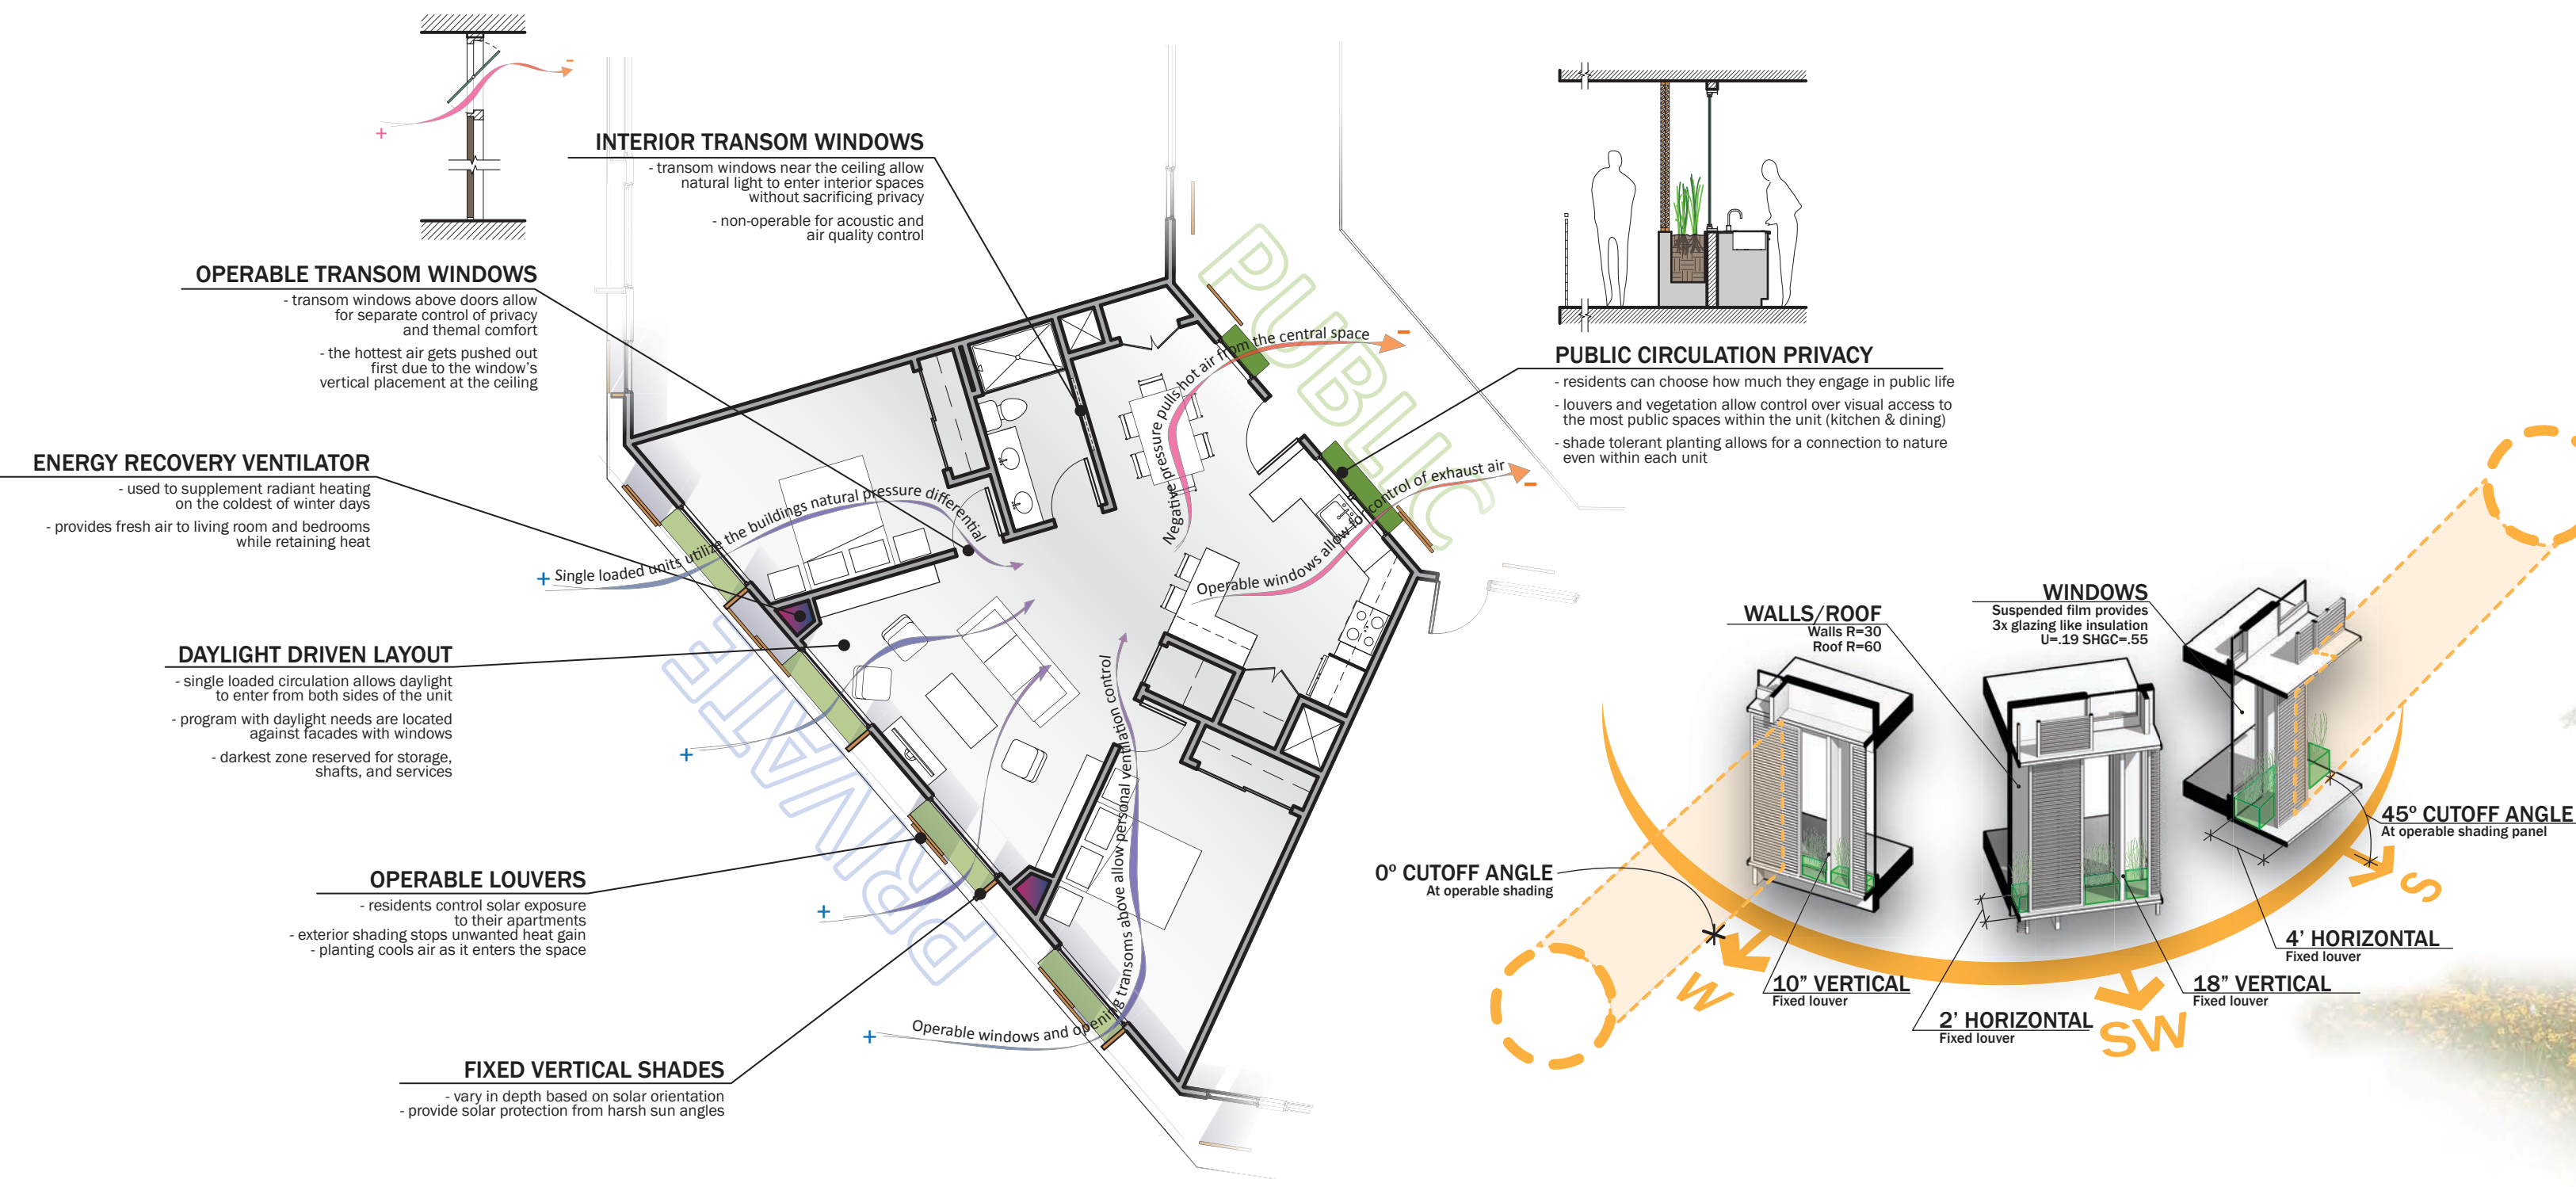 -
+
INTERIOR TRANSOM WINDOWS
- transom windows near the ceiling allow
natural light to enter interior spaces
without sacrificing privacy
- non-operable for acoustic and
air quality control
OPERABLE TRANSOM WINDOWS
- transom windows above doors allow
for separate control of privacy
and themal comfort
- the hottest air gets pushed out
first due to the window's
vertical placement at the ceiling
ENERGY RECOVERY VENTILATOR
- used to supplement radiant heating
on the coldest of winter days
- provides fresh air to living room and bedrooms
while retaining heat
DAYLIGHT DRIVEN LAYOUT
- single loaded circulation allows daylight
to enter from both sides of the unit
- program with daylight needs are located
against facades with windows
- darkest zone reserved for storage,
shafts, and services
OPERABLE LOUVERS
- residents control solar exposure
to their apartments
- exterior shading stops unwanted heat gain
- planting cools air as it enters the space
FIXED VERTICAL SHADES
- vary in depth based on solar orientation
- provide solar protection from harsh sun angles
PUBLIC
PRIVATE
Negative pressure pulls hot air from the central space
-
Operable windows allow for control of exhaust air
-
+ Single loaded units utilize the buildings natural pressure differential
+
+
+ Operable windows and opening transoms above allow personal ventilation control
PUBLIC CIRCULATION PRIVACY
- residents can choose how much they engage in public life
- louvers and vegetation allow control over visual access to
the most public spaces within the unit (kitchen & dining)
- shade tolerant planting allows for a connection to nature
even within each unit
WALLS/ROOF
Walls R=30
Roof R=60
WINDOWS
Suspended film provides
3x glazing like insulation
U=.19 SHGC=.55
0º CUTOFF ANGLE
At operable shading
45º CUTOFF ANGLE
At operable shading panel
10” VERTICAL
Fixed louver
2’ HORIZONTAL
Fixed louver
18” VERTICAL
Fixed louver
4’ HORIZONTAL
Fixed louver
W
SW
S